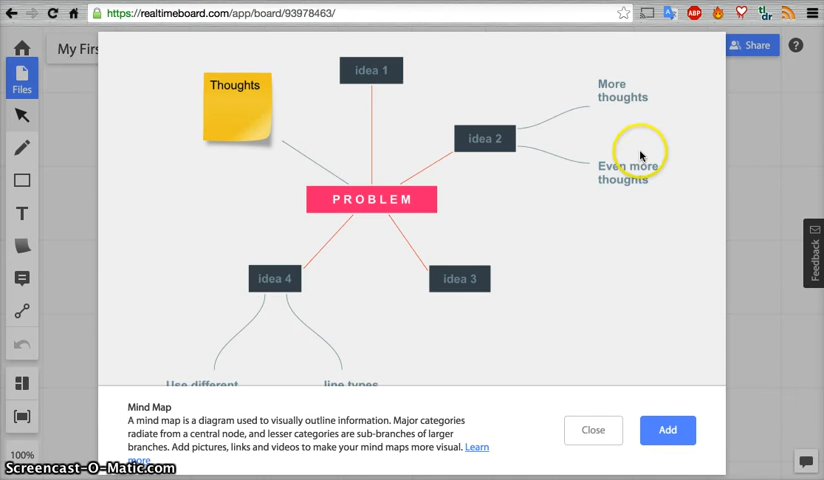 https://realtimeboard.com/app/board/93978463/
ABP
tl;dr
My Firs
Share
?
Files
Thoughts
idea 1
More
thoughts
idea 2
Even more
thoughts
PROBLEM
idea 4
idea 3
Feedback
Use different
line types
T
Mind Map
A mind map is a diagram used to visually outline information. Major categories
radiate from a central node, and lesser categories are sub-branches of larger
branches. Add pictures, links and videos to make your mind maps more visual. Learn
more
Close
Add
100%
Screencast-O-Matic.com